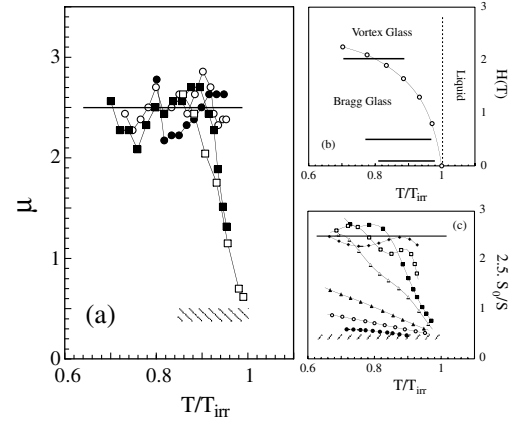 3
2
1
0
μ
(a)
0.6
0.8
1
T/T_irr
Vortex Glass
Bragg Glass
Liquid
(b)
3
2
1
0
H(T)
0.6
0.8
1
T/T_irr
(c)
3
2
1
0
2.5. S_0/S
0.6
0.8
1
T/T_irr